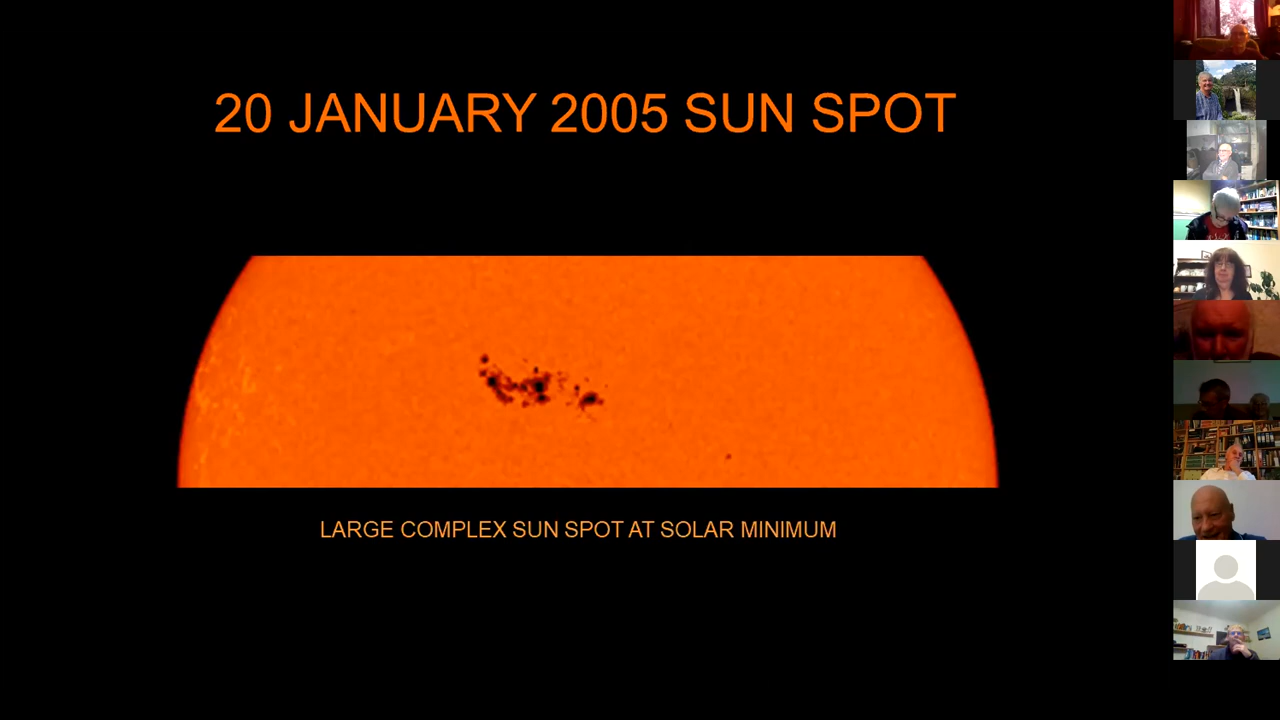 20 JANUARY 2005 SUN SPOT
LARGE COMPLEX SUN SPOT AT SOLAR MINIMUM